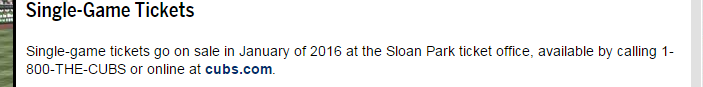 Single-Game Tickets
Single-game tickets go on sale in January of 2016 at the Sloan Park ticket office, available by calling 1-
800-THE-CUBS or online at cubs.com.